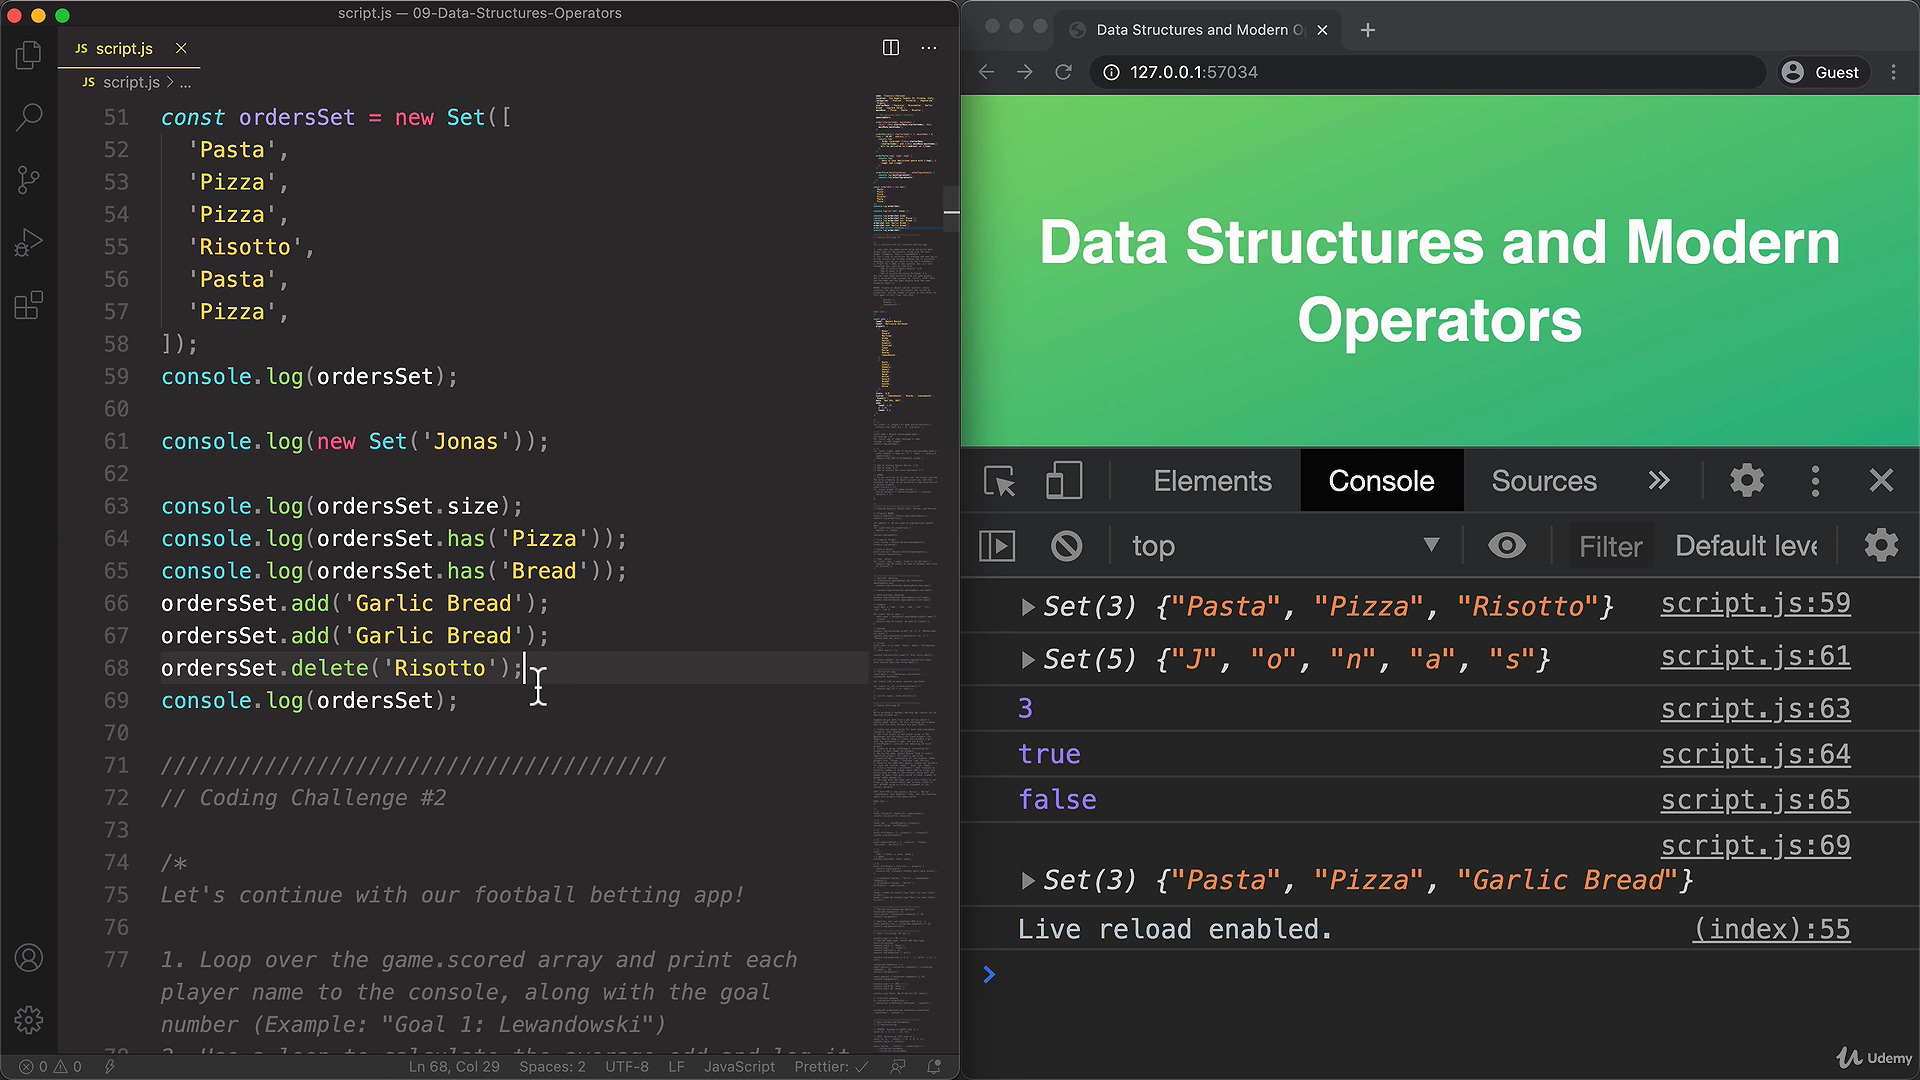 script.js — 09-Data-Structures-Operators
JS script.js
JS script.js > ...
51 const ordersSet = new Set([
52 'Pasta',
53 'Pizza',
54 'Pizza',
55 'Risotto',
56 'Pasta',
57 'Pizza',
58 ]);
59 console.log(ordersSet);
60
61 console.log(new Set('Jonas'));
62
63 console.log(ordersSet.size);
64 console.log(ordersSet.has('Pizza'));
65 console.log(ordersSet.has('Bread'));
66 ordersSet.add('Garlic Bread');
67 ordersSet.add('Garlic Bread');
68 ordersSet.delete('Risotto');
69 console.log(ordersSet);
70
71 ///////////////////////////////////////
72 // Coding Challenge #2
73
74 /*
75 Let's continue with our football betting app!
76
77 1. Loop over the game.scored array and print each
player name to the console, along with the goal
number (Example: "Goal 1: Lewandowski")
0 0 Ln 68, Col 29 Spaces: 2 UTF-8 LF JavaScript Prettier: ✓
Data Structures and Modern O
127.0.0.1:57034 Guest
Data Structures and Modern
Operators
Elements Console Sources »
top Filter Default leve
Set(3) {"Pasta", "Pizza", "Risotto"} script.js:59
Set(5) {"J", "o", "n", "a", "s"} script.js:61
3 script.js:63
true script.js:64
false script.js:65
script.js:69
Set(3) {"Pasta", "Pizza", "Garlic Bread"}
Live reload enabled. (index):55
Udemy